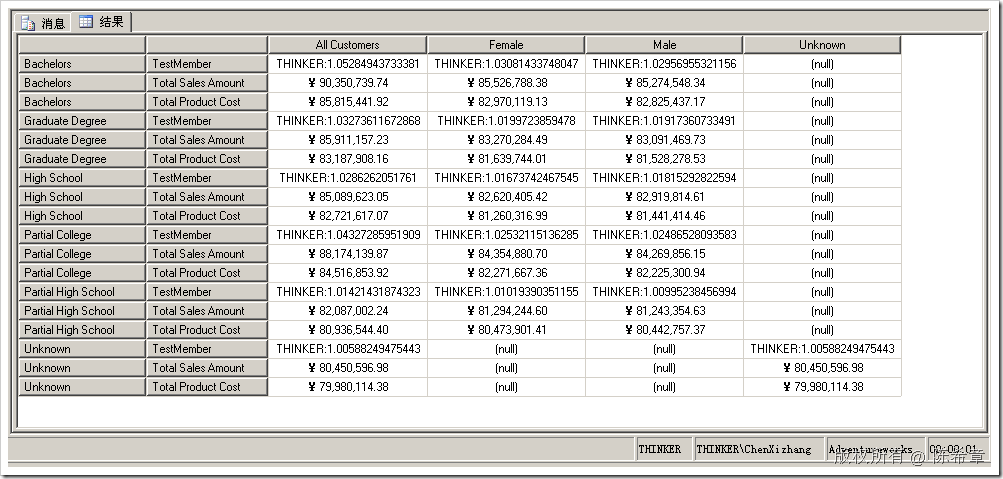 消息 结果
All Customers Female Male Unknown
Bachelors TestMember THINKER:1.05284943733381 THINKER:1.03081433748047 THINKER:1.02956955321156 (null)
Bachelors Total Sales Amount ¥ 90,350,739.74 ¥ 85,526,788.38 ¥ 85,274,548.34 (null)
Bachelors Total Product Cost ¥ 85,815,441.92 ¥ 82,970,119.13 ¥ 82,825,437.17 (null)
Graduate Degree TestMember THINKER:1.03273611672868 THINKER:1.0199723859478 THINKER:1.01917360733491 (null)
Graduate Degree Total Sales Amount ¥ 85,911,157.23 ¥ 83,270,284.49 ¥ 83,091,469.73 (null)
Graduate Degree Total Product Cost ¥ 83,187,908.16 ¥ 81,639,744.01 ¥ 81,528,278.53 (null)
High School TestMember THINKER:1.0286262051761 THINKER:1.01673742467545 THINKER:1.01815292822594 (null)
High School Total Sales Amount ¥ 85,089,623.05 ¥ 82,620,405.42 ¥ 82,919,814.61 (null)
High School Total Product Cost ¥ 82,721,617.07 ¥ 81,260,316.99 ¥ 81,441,414.46 (null)
Partial College TestMember THINKER:1.04327285951909 THINKER:1.02532115136285 THINKER:1.02486528093583 (null)
Partial College Total Sales Amount ¥ 88,174,139.87 ¥ 84,354,880.70 ¥ 84,269,856.15 (null)
Partial College Total Product Cost ¥ 84,516,853.92 ¥ 82,271,667.36 ¥ 82,225,300.94 (null)
Partial High School TestMember THINKER:1.01421431874323 THINKER:1.01019390351155 THINKER:1.00995238456994 (null)
Partial High School Total Sales Amount ¥ 82,087,002.24 ¥ 81,294,244.60 ¥ 81,243,354.63 (null)
Partial High School Total Product Cost ¥ 80,936,544.40 ¥ 80,473,901.41 ¥ 80,442,757.37 (null)
Unknown TestMember THINKER:1.00588249475443 (null) (null) THINKER:1.00588249475443
Unknown Total Sales Amount ¥ 80,450,596.98 (null) (null) ¥ 80,450,596.98
Unknown Total Product Cost ¥ 79,980,114.38 (null) (null) ¥ 79,980,114.38
THINKER THINKER\ChenXizhang Adventureworks 00:00:01
版权所有 @ 陈希章